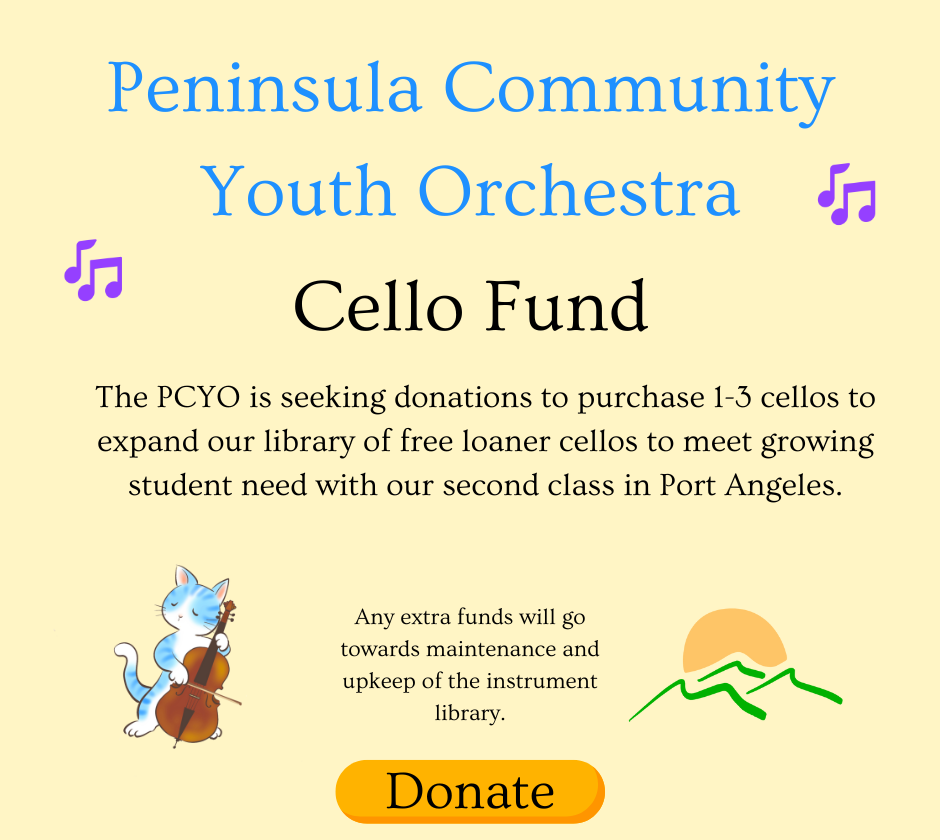 Peninsula Community
Youth Orchestra
Cello Fund
The PCYO is seeking donations to purchase 1-3 cellos to
expand our library of free loaner cellos to meet growing
student need with our second class in Port Angeles.
Any extra funds will go
towards maintenance and
upkeep of the instrument
library.
Donate